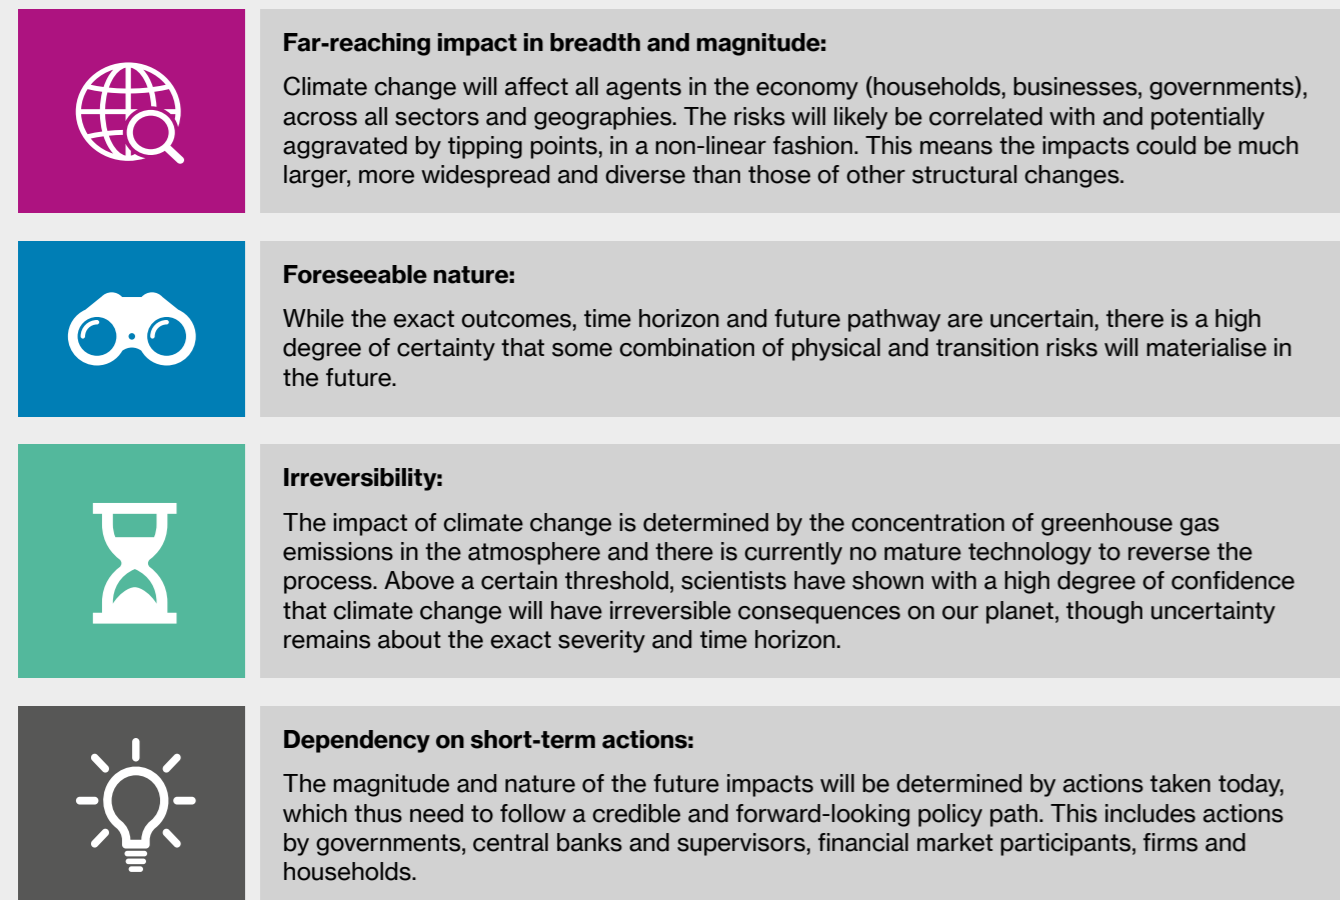 Far-reaching impact in breadth and magnitude:
Climate change will affect all agents in the economy (households, businesses, governments),
across all sectors and geographies. The risks will likely be correlated with and potentially
aggravated by tipping points, in a non-linear fashion. This means the impacts could be much
larger, more widespread and diverse than those of other structural changes.
Foreseeable nature:
While the exact outcomes, time horizon and future pathway are uncertain, there is a high
degree of certainty that some combination of physical and transition risks will materialise in
the future.
Irreversibility:
The impact of climate change is determined by the concentration of greenhouse gas
emissions in the atmosphere and there is currently no mature technology to reverse the
process. Above a certain threshold, scientists have shown with a high degree of confidence
that climate change will have irreversible consequences on our planet, though uncertainty
remains about the exact severity and time horizon.
Dependency on short-term actions:
The magnitude and nature of the future impacts will be determined by actions taken today,
which thus need to follow a credible and forward-looking policy path. This includes actions
by governments, central banks and supervisors, financial market participants, firms and
households.